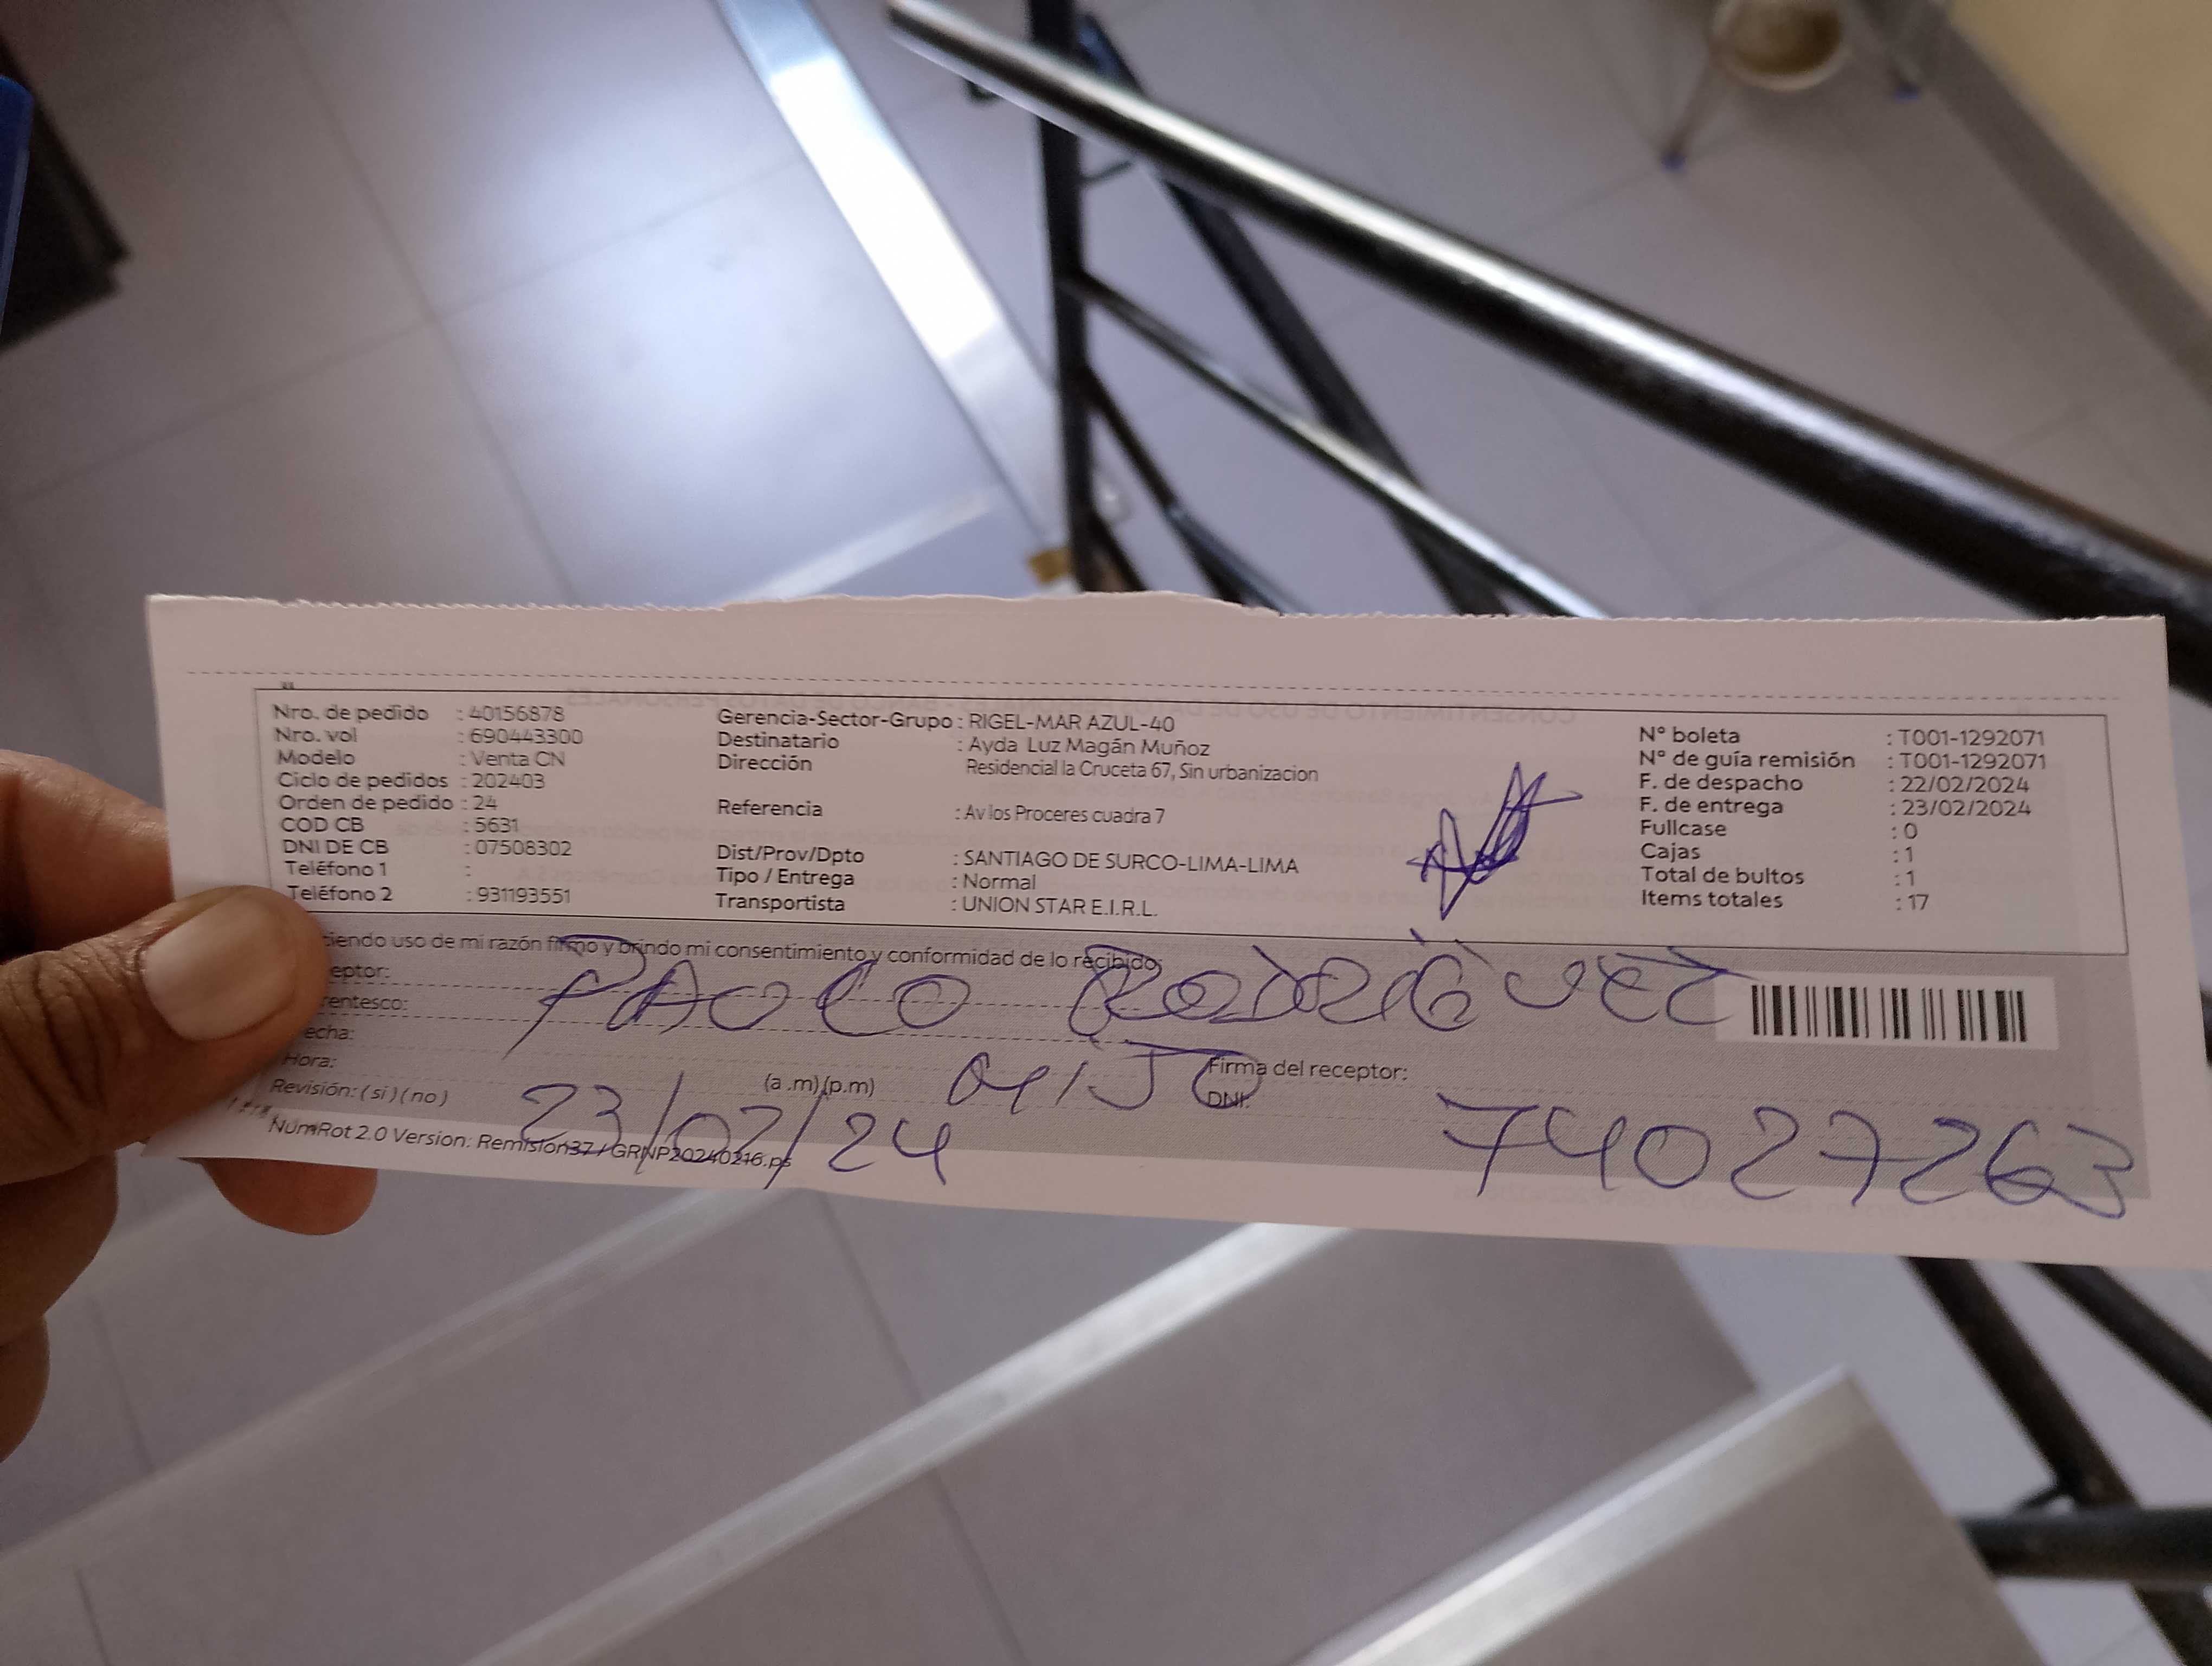 Nro. de pedido : 40156878
Nro. vol : 690443300
Modelo : Venta CN
Ciclo de pedidos : 202403
Orden de pedido : 24
COD CB : 5631
DNI DE CB : 07508302
Teléfono 1 :
Teléfono 2 : 931193551
Gerencia-Sector-Grupo : RIGEL-MAR AZUL-40
Destinatario : Ayda Luz Magán Muñoz
Dirección Residencial la Cruceta 67, Sin urbanizacion
Referencia : Av los Proceres cuadra 7
Dist/Prov/Dpto : SANTIAGO DE SURCO-LIMA-LIMA
Tipo / Entrega : Normal
Transportista : UNION STAR E.I.R.L.
N° boleta : T001-1292071
N° de guía remisión : T001-1292071
F. de despacho : 22/02/2024
F. de entrega : 23/02/2024
Fullcase : 0
Cajas : 1
Total de bultos : 1
Items totales : 17
ciendo uso de mi razón firmo y brindo mi consentimiento y conformidad de lo recibido:
eptor: PAOLO RODRIGUEZ
rentesco:
echa:
Hora: (a.m)(p.m) Firma del receptor:
Revisión: ( si ) ( no ) 23/02/24 DNI: 74027263
NumRot 2.0 Version: Remision37 / GRNP20240216.ps